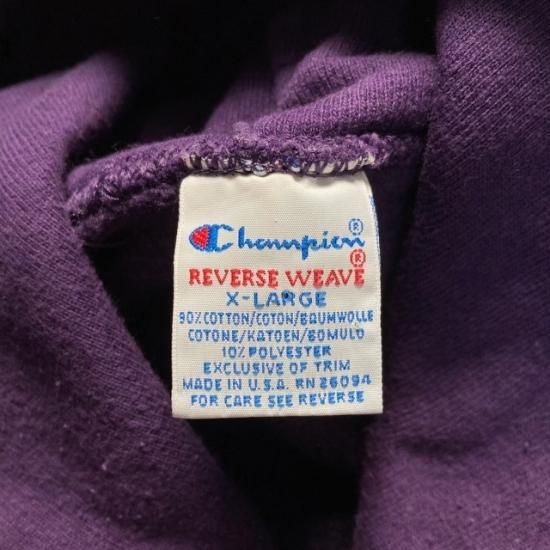 Champion®
REVERSE WEAVE®
X-LARGE
90% COTTON/COTON/BAUMWOLLE
COTONE/KATOEN/BOMULD
10% POLYESTER
EXCLUSIVE OF TRIM
MADE IN U.S.A. RN 26094
FOR CARE SEE REVERSE